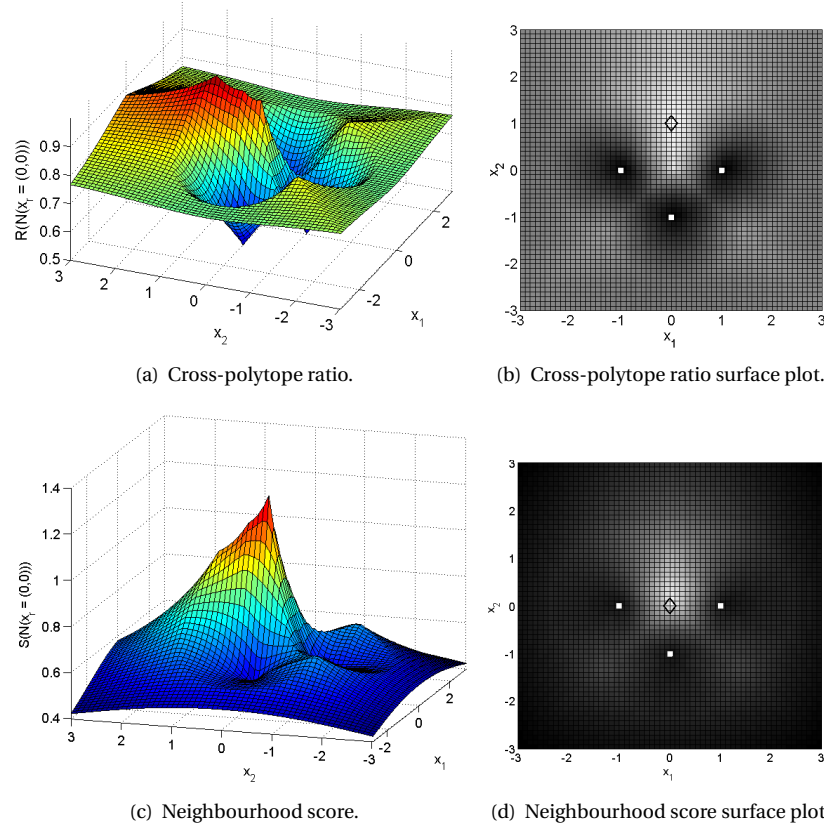 R(N(x_r = (0,0)))
0.9
0.8
0.7
0.6
0.5
3
2
1
0
-1
-2
-3
x_2
-2
0
2
x_1
(a) Cross-polytope ratio.
x_2
3
2
1
0
-1
-2
-3
-3 -2 -1 0 1 2 3
x_1
(b) Cross-polytope ratio surface plot.
S(N(x_r = (0,0)))
1.4
1.2
1
0.8
0.6
0.4
3
2
1
0
-1
-2
-3
x_2
-2
0
2
x_1
(c) Neighbourhood score.
x_2
3
2
1
0
-1
-2
-3
-3 -2 -1 0 1 2 3
x_1
(d) Neighbourhood score surface plot